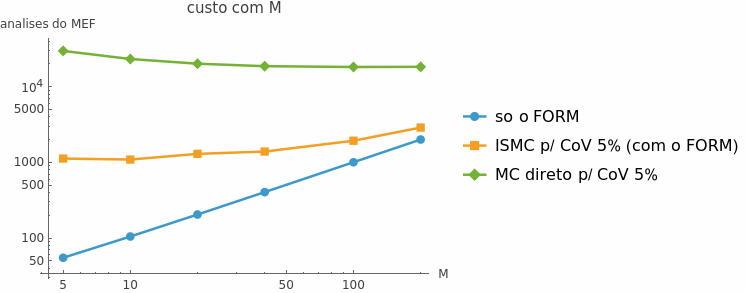 custo com M
analises do MEF
10^4
5000
1000
500
100
50
5 10 50 100 M
so o FORM
ISMC p/ CoV 5% (com o FORM)
MC direto p/ CoV 5%